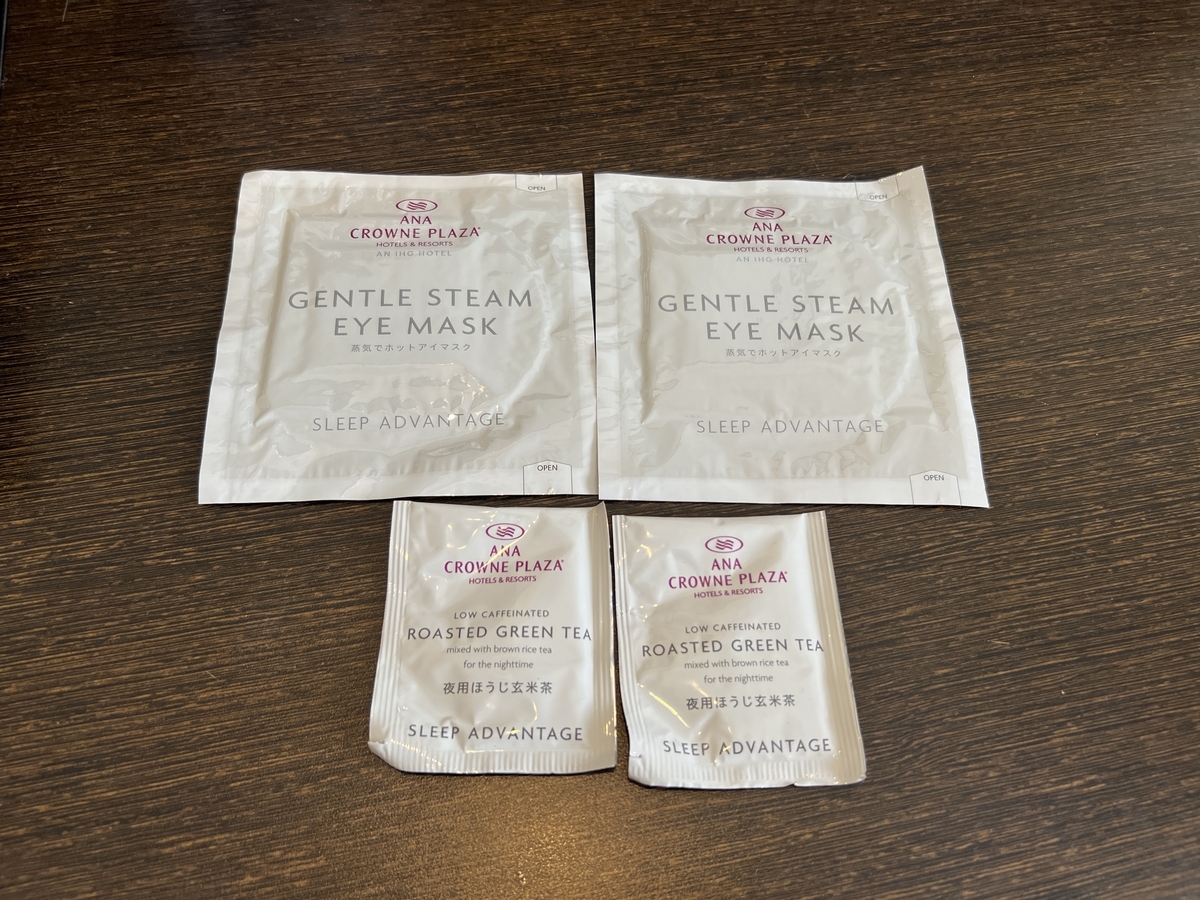 OPEN
ANA
CROWNE PLAZA
HOTELS & RESORTS
AN IHG HOTEL
GENTLE STEAM
EYE MASK
蒸気でホットアイマスク
SLEEP ADVANTAGE
OPEN
OPEN
ANA
CROWNE PLAZA
HOTELS & RESORTS
AN IHG HOTEL
GENTLE STEAM
EYE MASK
蒸気でホットアイマスク
SLEEP ADVANTAGE
OPEN
ANA
CROWNE PLAZA
HOTELS & RESORTS
LOW CAFFEINATED
ROASTED GREEN TEA
mixed with brown rice tea
for the nighttime
夜用ほうじ玄米茶
SLEEP ADVANTAGE
ANA
CROWNE PLAZA
HOTELS & RESORTS
LOW CAFFEINATED
ROASTED GREEN TEA
mixed with brown rice tea
for the nighttime
夜用ほうじ玄米茶
SLEEP ADVANTAGE